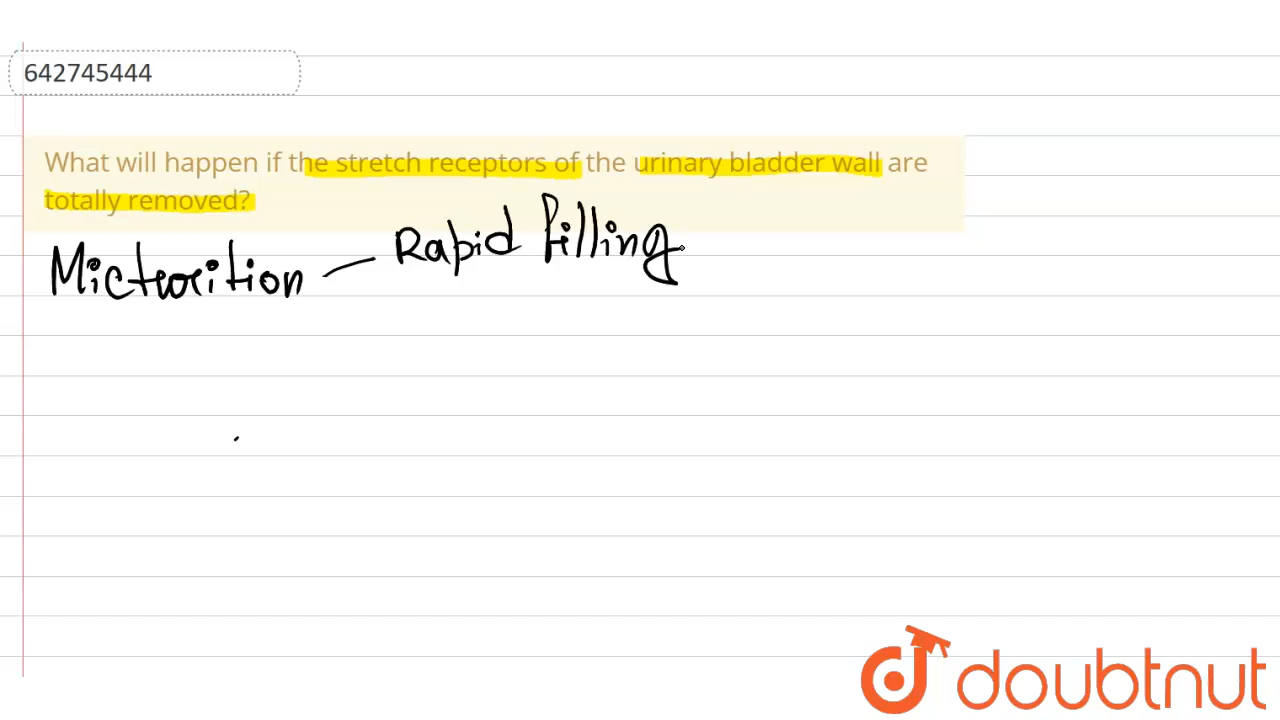 642745444
What will happen if the stretch receptors of the urinary bladder wall are
totally removed?
Micturition — Rapid filling
doubtnut